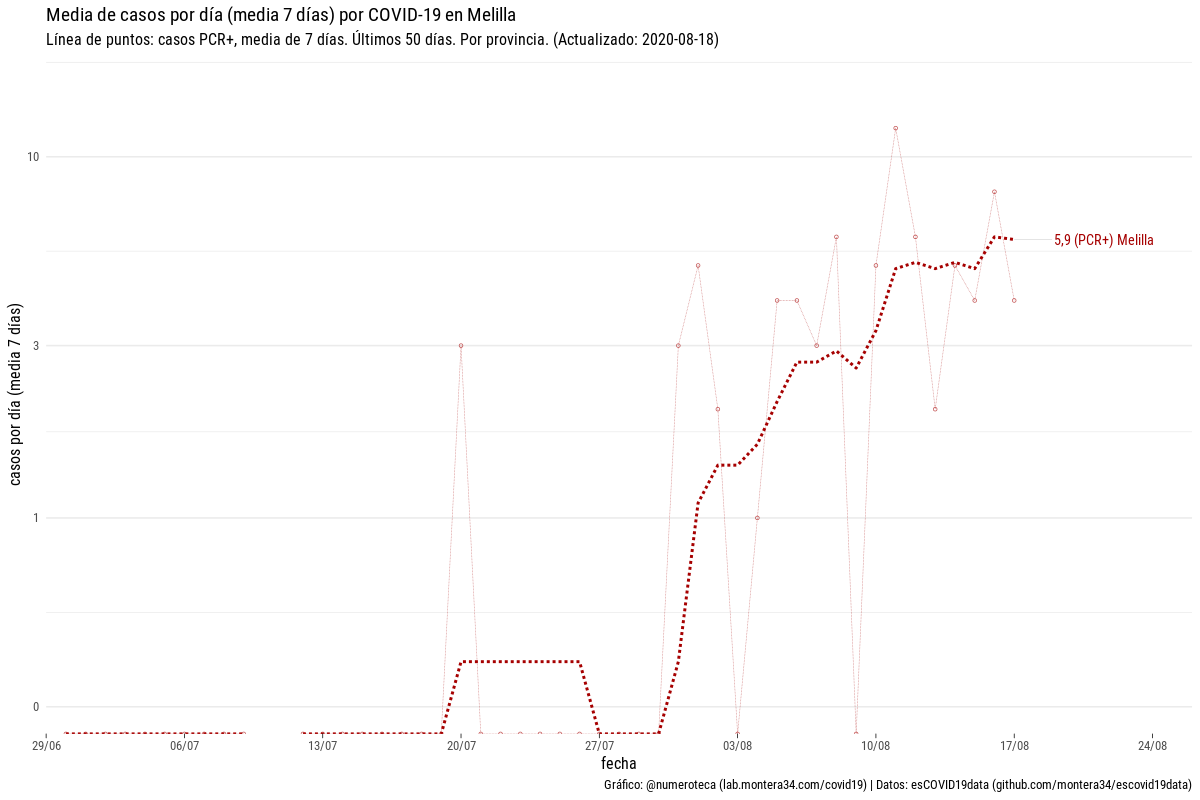 Media de casos por día (media 7 días) por COVID-19 en Melilla
Línea de puntos: casos PCR+, media de 7 días. Últimos 50 días. Por provincia. (Actualizado: 2020-08-18)
casos por día (media 7 días)
10
3
1
0
5,9 (PCR+) Melilla
29/06
06/07
13/07
20/07
27/07
03/08
10/08
17/08
24/08
fecha
Gráfico: @numeroteca (lab.montera34.com/covid19) | Datos: esCOVID19data (github.com/montera34/escovid19data)